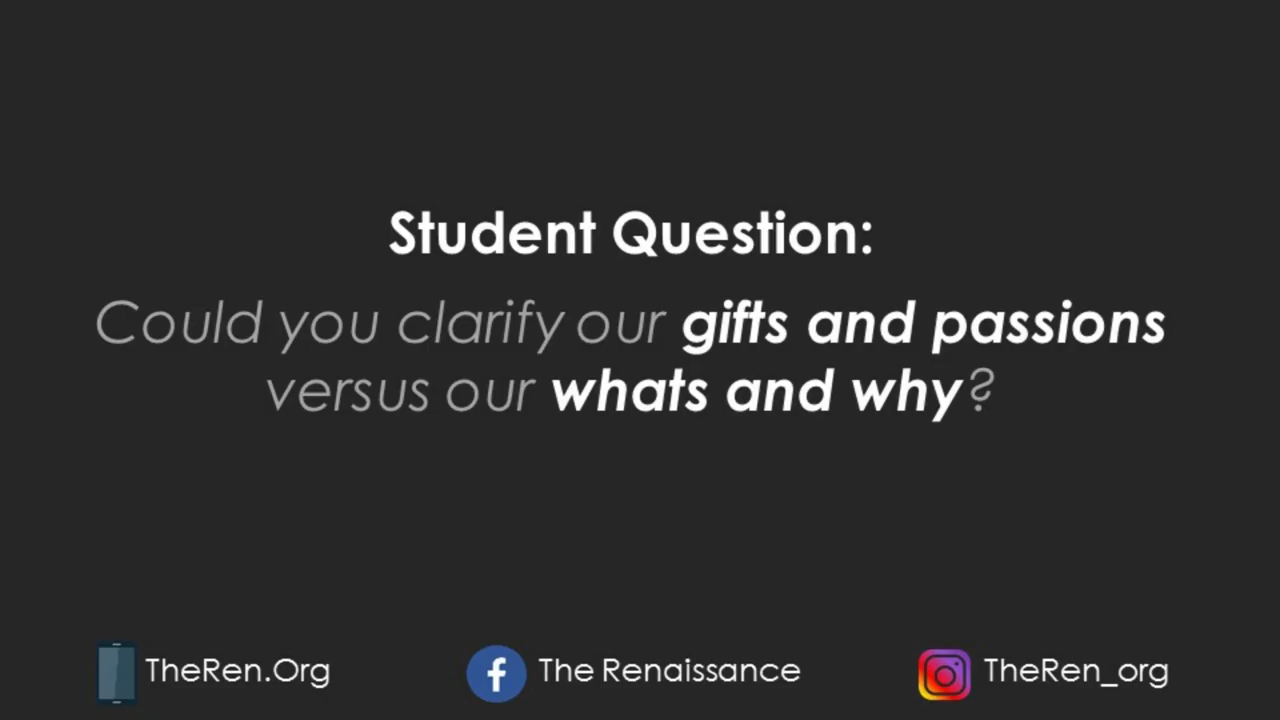 Student Question:
Could you clarify our gifts and passions
versus our whats and why?
TheRen.Org
The Renaissance
TheRen_org